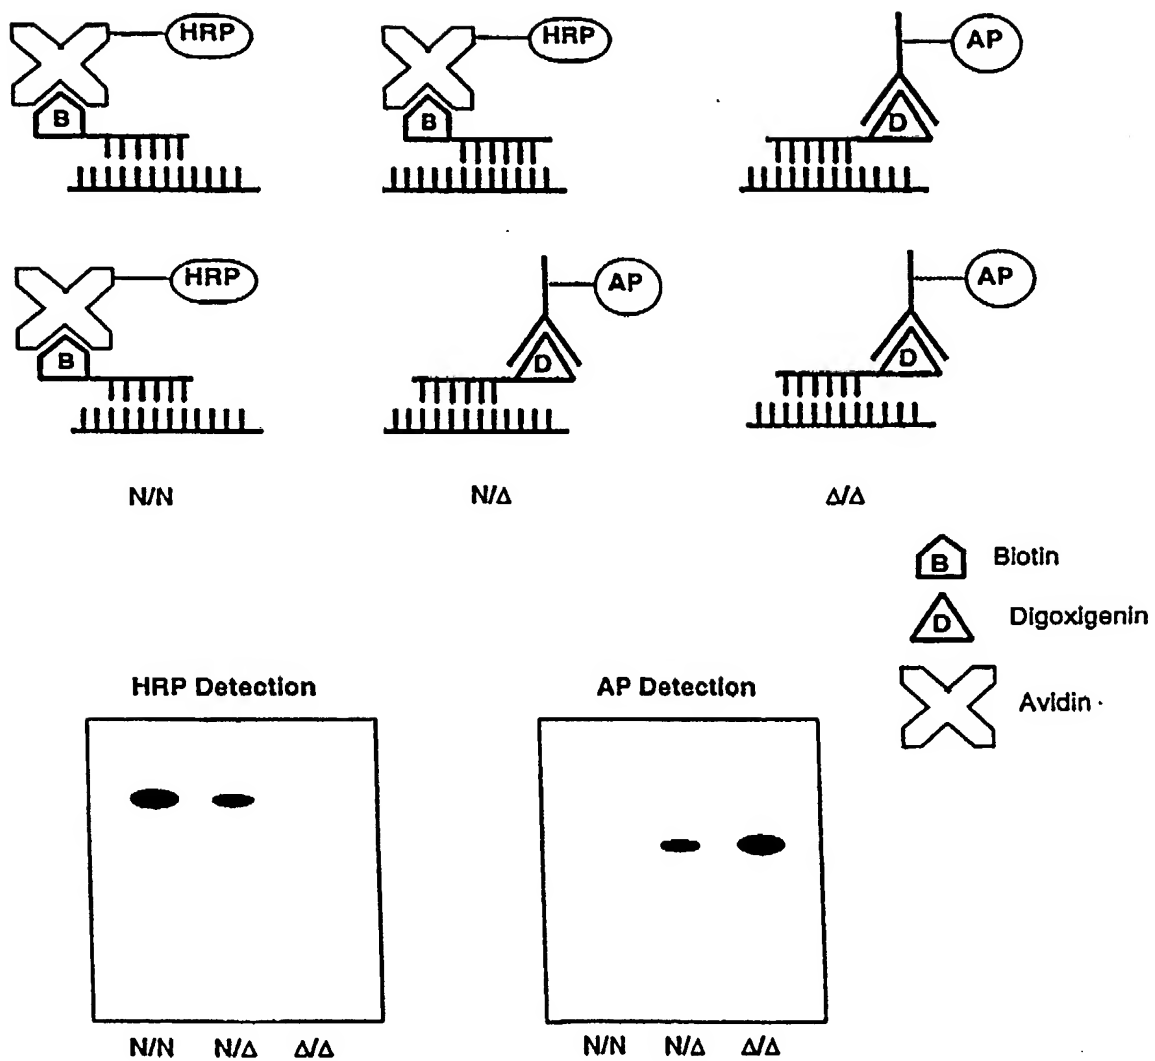 HRP HRP AP
B B D
HRP AP AP
B D D
N/N N/Δ Δ/Δ
B Biotin
D Digoxigenin
Avidin
HRP Detection AP Detection
N/N N/Δ Δ/Δ N/N N/Δ Δ/Δ